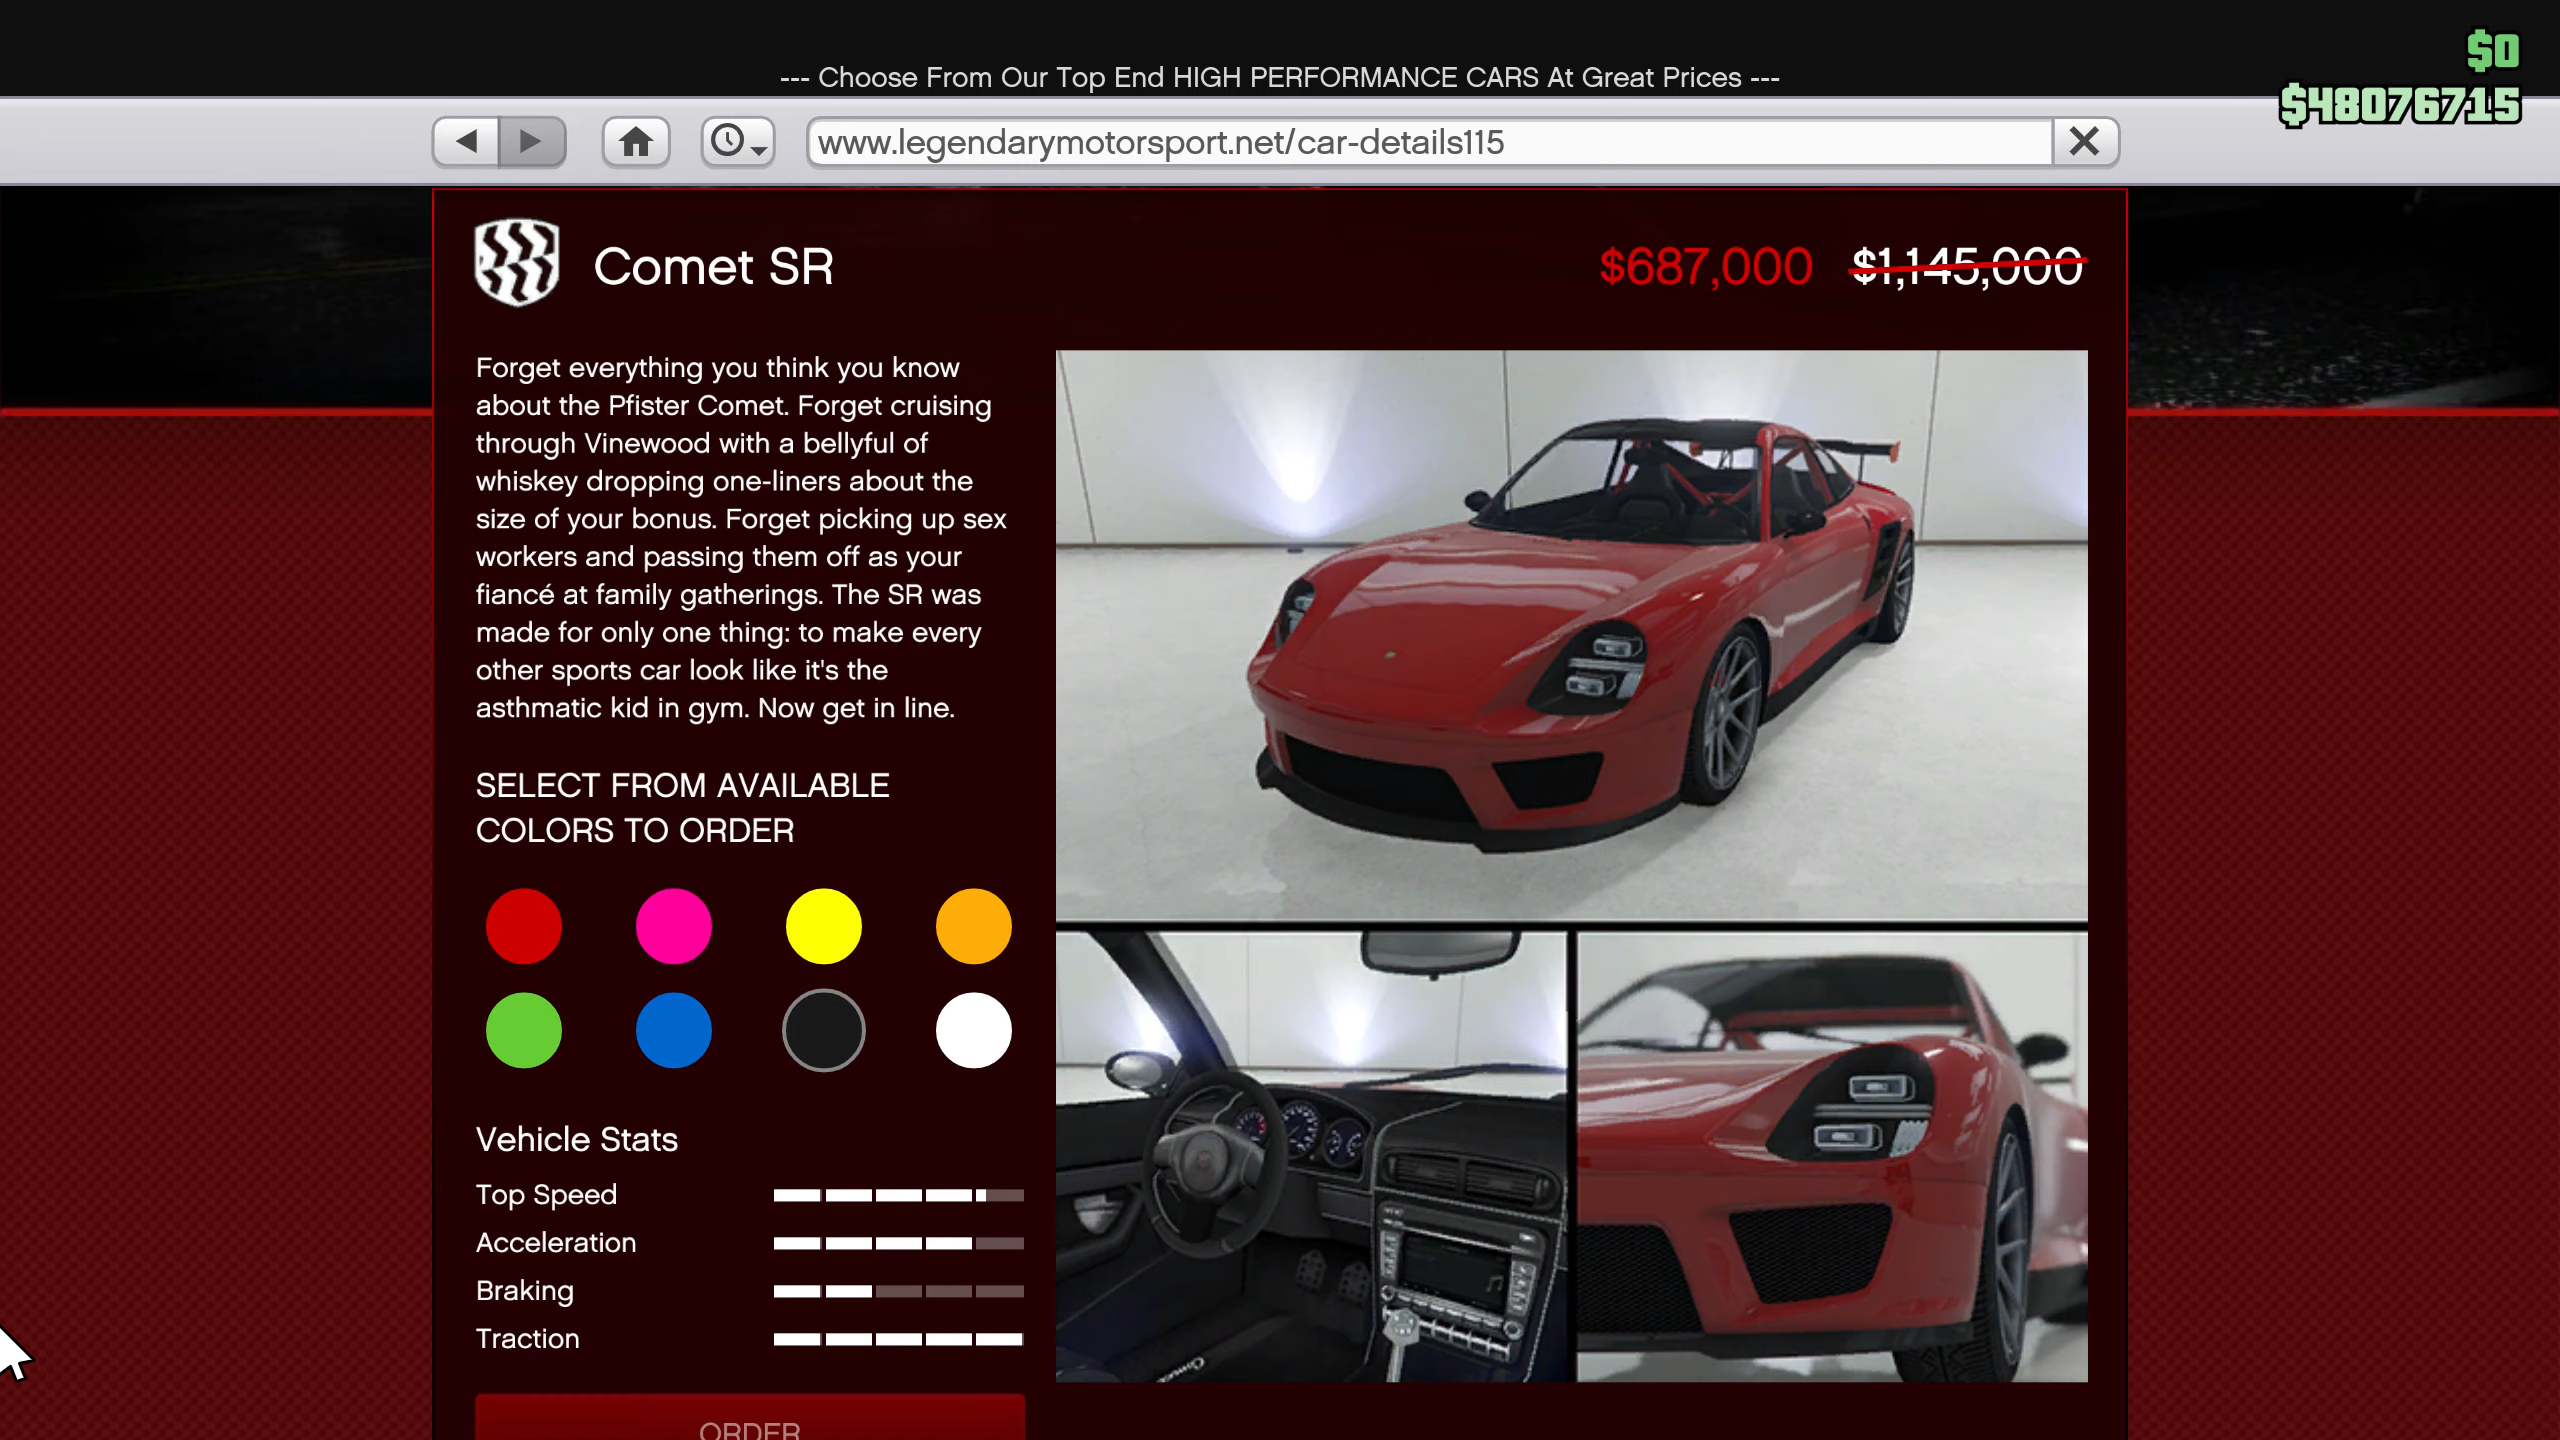 $0
--- Choose From Our Top End HIGH PERFORMANCE CARS At Great Prices ---
$48076715
www.legendarymotorsport.net/car-details115
Comet SR
$687,000 $1,145,000
Forget everything you think you know
about the Pfister Comet. Forget cruising
through Vinewood with a bellyful of
whiskey dropping one-liners about the
size of your bonus. Forget picking up sex
workers and passing them off as your
fiancé at family gatherings. The SR was
made for only one thing: to make every
other sports car look like it's the
asthmatic kid in gym. Now get in line.
SELECT FROM AVAILABLE
COLORS TO ORDER
Vehicle Stats
Top Speed
Acceleration
Braking
Traction
ORDER